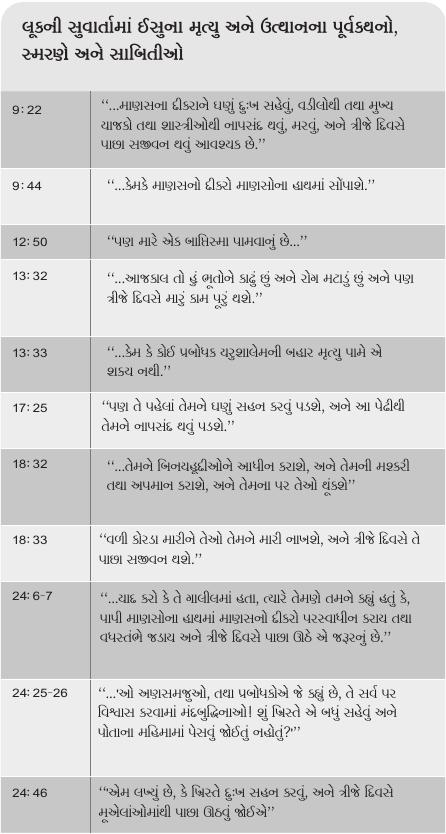 લૂકની સુવાર્તામાં ઈસુના મૃત્યુ અને ઉત્થાનના પૂર્વકથનો,
સ્મરણે અને સાબિતીઓ
9: 22
‘‘...માણસના દીકરાને ઘણું દુઃખ સહેવું, વડીલોથી તથા મુખ્ય
યાજકો તથા શાસ્ત્રીઓથી નાપસંદ થવું, મરવું, અને ત્રીજે દિવસે
પાછા સજીવન થવું આવશ્યક છે.’’
9: 44
‘‘...કેમકે માણસનો દીકરો માણસોના હાથમાં સોંપાશે.’’
12: 50
‘‘પણ મારે એક બાપ્તિસ્મા પામવાનું છે...’’
13: 32
‘‘...આજકાલ તો હું ભૂતોને કાઢું છું અને રોગ મટાડું છું અને પણ
ત્રીજે દિવસે મારું કામ પૂરું થશે.’’
13: 33
‘‘...કેમ કે કોઈ પ્રબોધક યરુશાલેમની બહાર મૃત્યુ પામે એ
શકય નથી.’’
17: 25
‘‘પણ તે પહેલાં તેમને ઘણું સહન કરવું પડશે, અને આ પેઢીથી
તેમને નાપસંદ થવું પડશે.’’
18: 32
‘‘...તેમને બિનયહૂદીઓને આધીન કરાશે, અને તેમની મશ્કરી
તથા અપમાન કરાશે, અને તેમના પર તેઓ થૂંકશે’’
18: 33
‘‘વળી કોરડા મારીને તેઓ તેમને મારી નાખશે, અને ત્રીજે દિવસે તે
પાછા સજીવન થશે.’’
24: 6-7
‘‘...યાદ કરો કે તે ગાલીલમાં હતા, ત્યારે તેમણે તમને કહ્યું હતું કે,
પાપી માણસોના હાથમાં માણસનો દીકરો પરસ્વાધીન કરાય તથા
વધસ્તંભે જડાય અને ત્રીજે દિવસે પાછા ઊઠે એ જરૂરનું છે.’’
24: 25-26
‘‘...‘ઓ અણસમજુઓ, તથા પ્રબોધકોએ જે કહ્યું છે, તે સર્વ પર
વિશ્વાસ કરવામાં મંદબુદ્ધિનાઓ! શું ખ્રિસ્તે એ બધું સહેવું અને
પોતાના મહિમામાં પેસવું જોઈતું નહોતું?’’’
24: 46
‘‘‘એમ લખ્યું છે, કે ખ્રિસ્તે દુઃખ સહન કરવું, અને ત્રીજે દિવસે
મૂએલાંઓમાંથી પાછા ઊઠવું જોઈએ’’